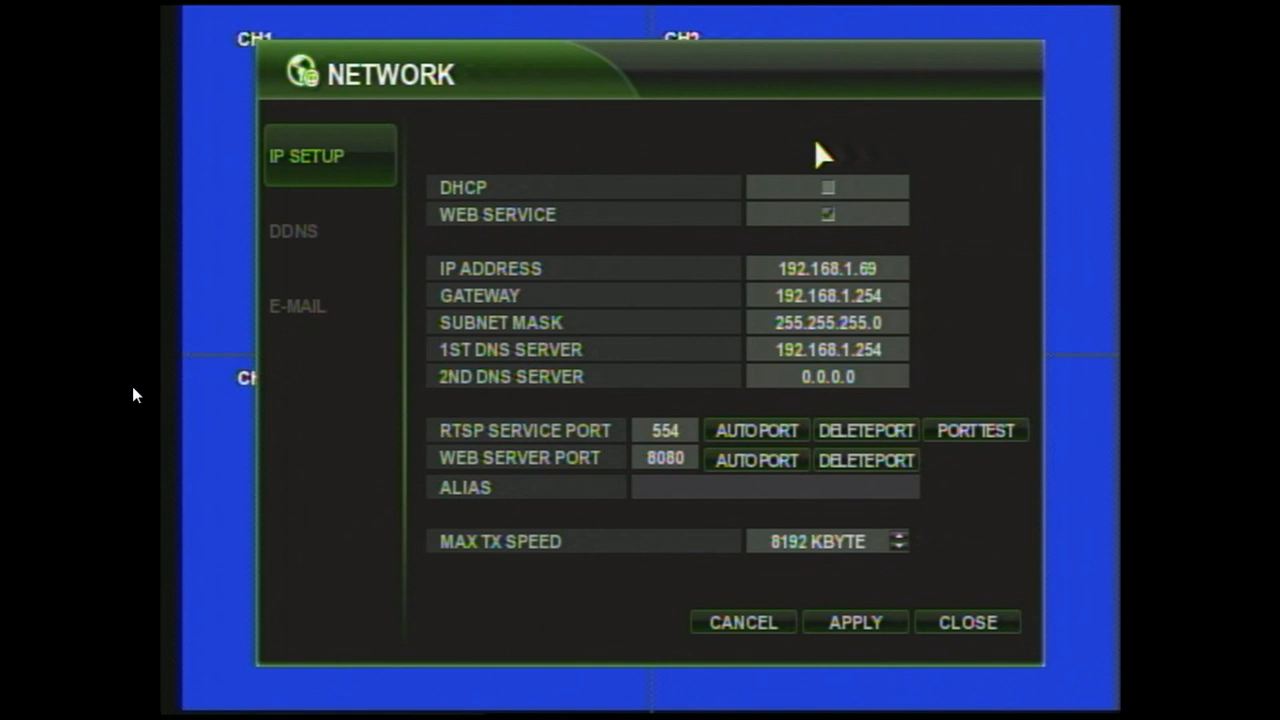 CH1
CH2
NETWORK
IP SETUP
DDNS
E-MAIL
DHCP
WEB SERVICE
IP ADDRESS 192.168.1.69
GATEWAY 192.168.1.254
SUBNET MASK 255.255.255.0
1ST DNS SERVER 192.168.1.254
2ND DNS SERVER 0.0.0.0
RTSP SERVICE PORT 554 AUTO PORT DELETE PORT PORT TEST
WEB SERVER PORT 8080 AUTO PORT DELETE PORT
ALIAS
MAX TX SPEED 8192 KBYTE
CANCEL APPLY CLOSE